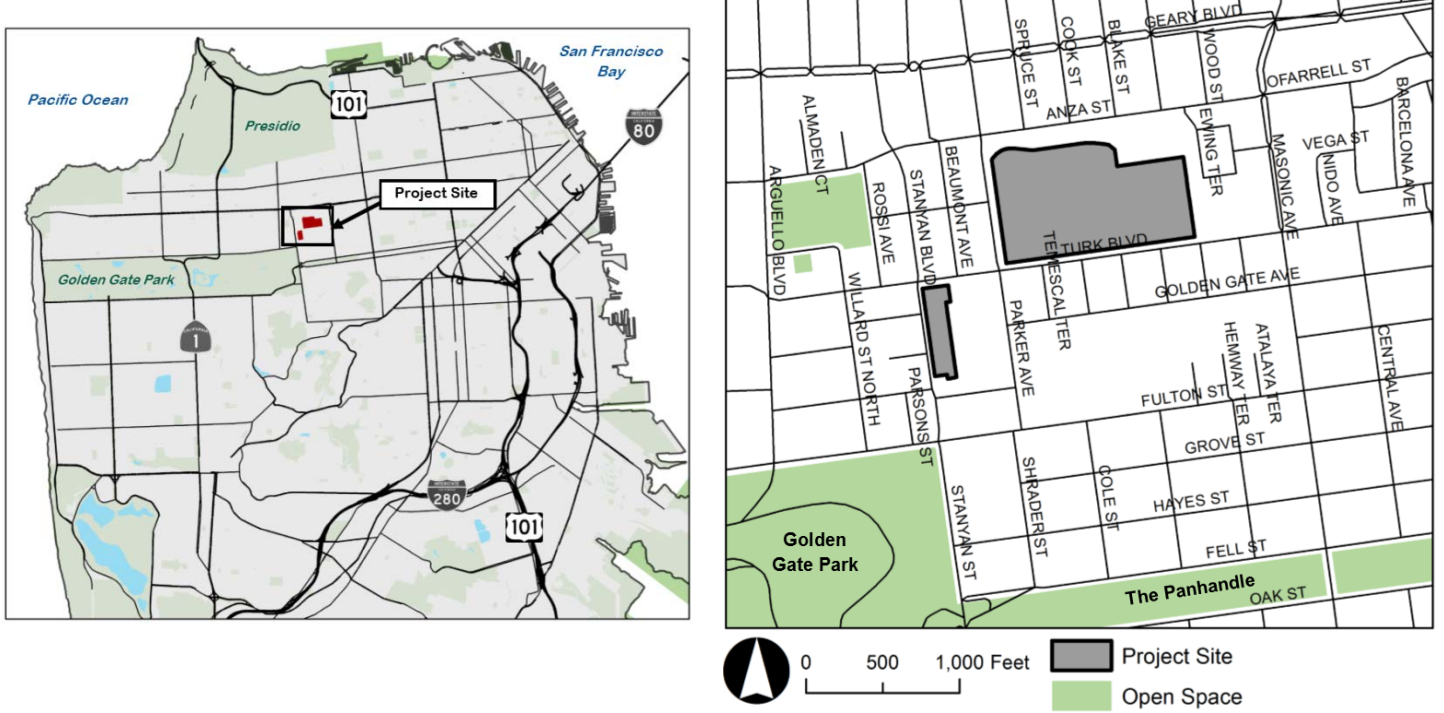 San Francisco
Bay
Pacific Ocean
101
INTERSTATE
CALIFORNIA
80
Presidio
Project Site
Golden Gate Park
CALIFORNIA
1
INTERSTATE
280
101
GEARY BLVD
SPRUCE ST
COOK ST
BLAKE ST
WOOD ST
OFARRELL ST
ANZA ST
ALMADEN CT
EWING TER
MASONIC AVE
VEGA ST
NIDO AVE
BARCELONA AVE
ARGUELLO BLVD
ROSSI AVE
STANYAN BLVD
BEAUMONT AVE
TURK BLVD
TEMESCAL TER
GOLDEN GATE AVE
WILLARD ST NORTH
PARKER AVE
PARSONS ST
HEMWAY TER
ATALAYA TER
CENTRAL AVE
FULTON ST
GROVE ST
SHRADER ST
COLE ST
STANYAN ST
HAYES ST
FELL ST
Golden
Gate Park
The Panhandle
OAK ST
0 500 1,000 Feet
Project Site
Open Space